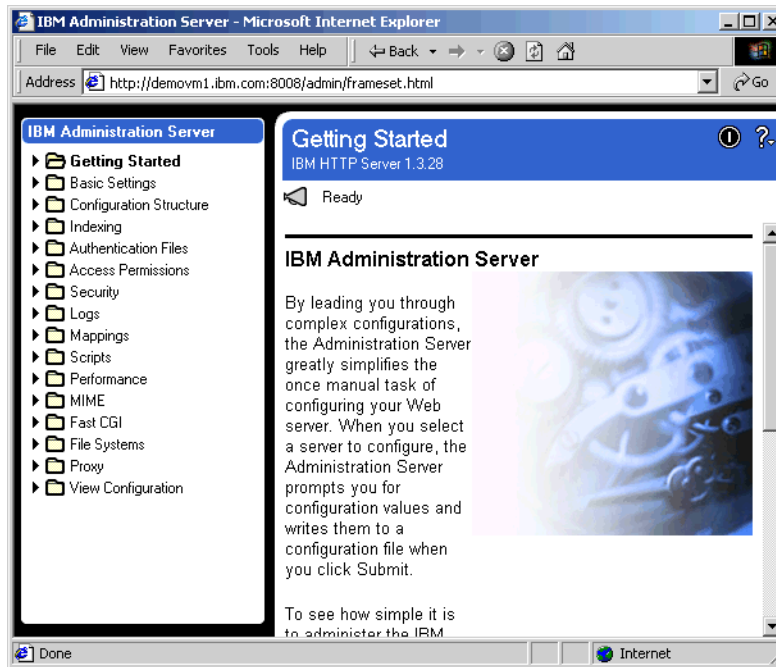 IBM Administration Server - Microsoft Internet Explorer
File Edit View Favorites Tools Help Back
Address http://demovm1.ibm.com:8008/admin/frameset.html Go
IBM Administration Server
Getting Started
Basic Settings
Configuration Structure
Indexing
Authentication Files
Access Permissions
Security
Logs
Mappings
Scripts
Performance
MIME
Fast CGI
File Systems
Proxy
View Configuration
Getting Started
IBM HTTP Server 1.3.28
Ready
IBM Administration Server
By leading you through
complex configurations,
the Administration Server
greatly simplifies the
once manual task of
configuring your Web
server. When you select
a server to configure, the
Administration Server
prompts you for
configuration values and
writes them to a
configuration file when
you click Submit.
To see how simple it is
to administer the IBM
Done Internet